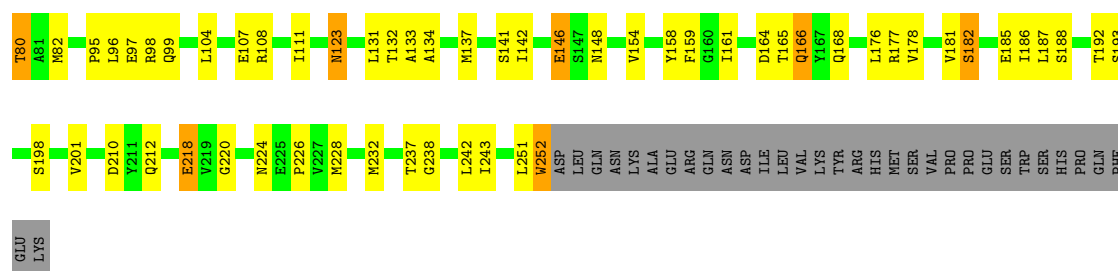 T80 A81 M82 P95 L96 E97 R98 Q99 L104 E107 R108 I111 N123 L131 T132 A133 A134 M137 S141 I142 E146 S147 N148 V154 Y158 F159 G160 I161 D164 T165 Q166 Y167 Q168 L176 R177 V178 V181 S182 E185 I186 L187 S188 T192 S193
S198 V201 D210 Y211 Q212 E218 V219 G220 N224 E225 P226 V227 M228 M232 T237 G238 L242 I243 L251 W252 ASP LEU GLN ASN LYS ALA GLU ARG GLN ASN ASP ILE LEU VAL LYS TYR ARG HIS MET SER VAL PRO PRO GLU SER TRP SER HIS PRO GLN PHE
GLU LYS